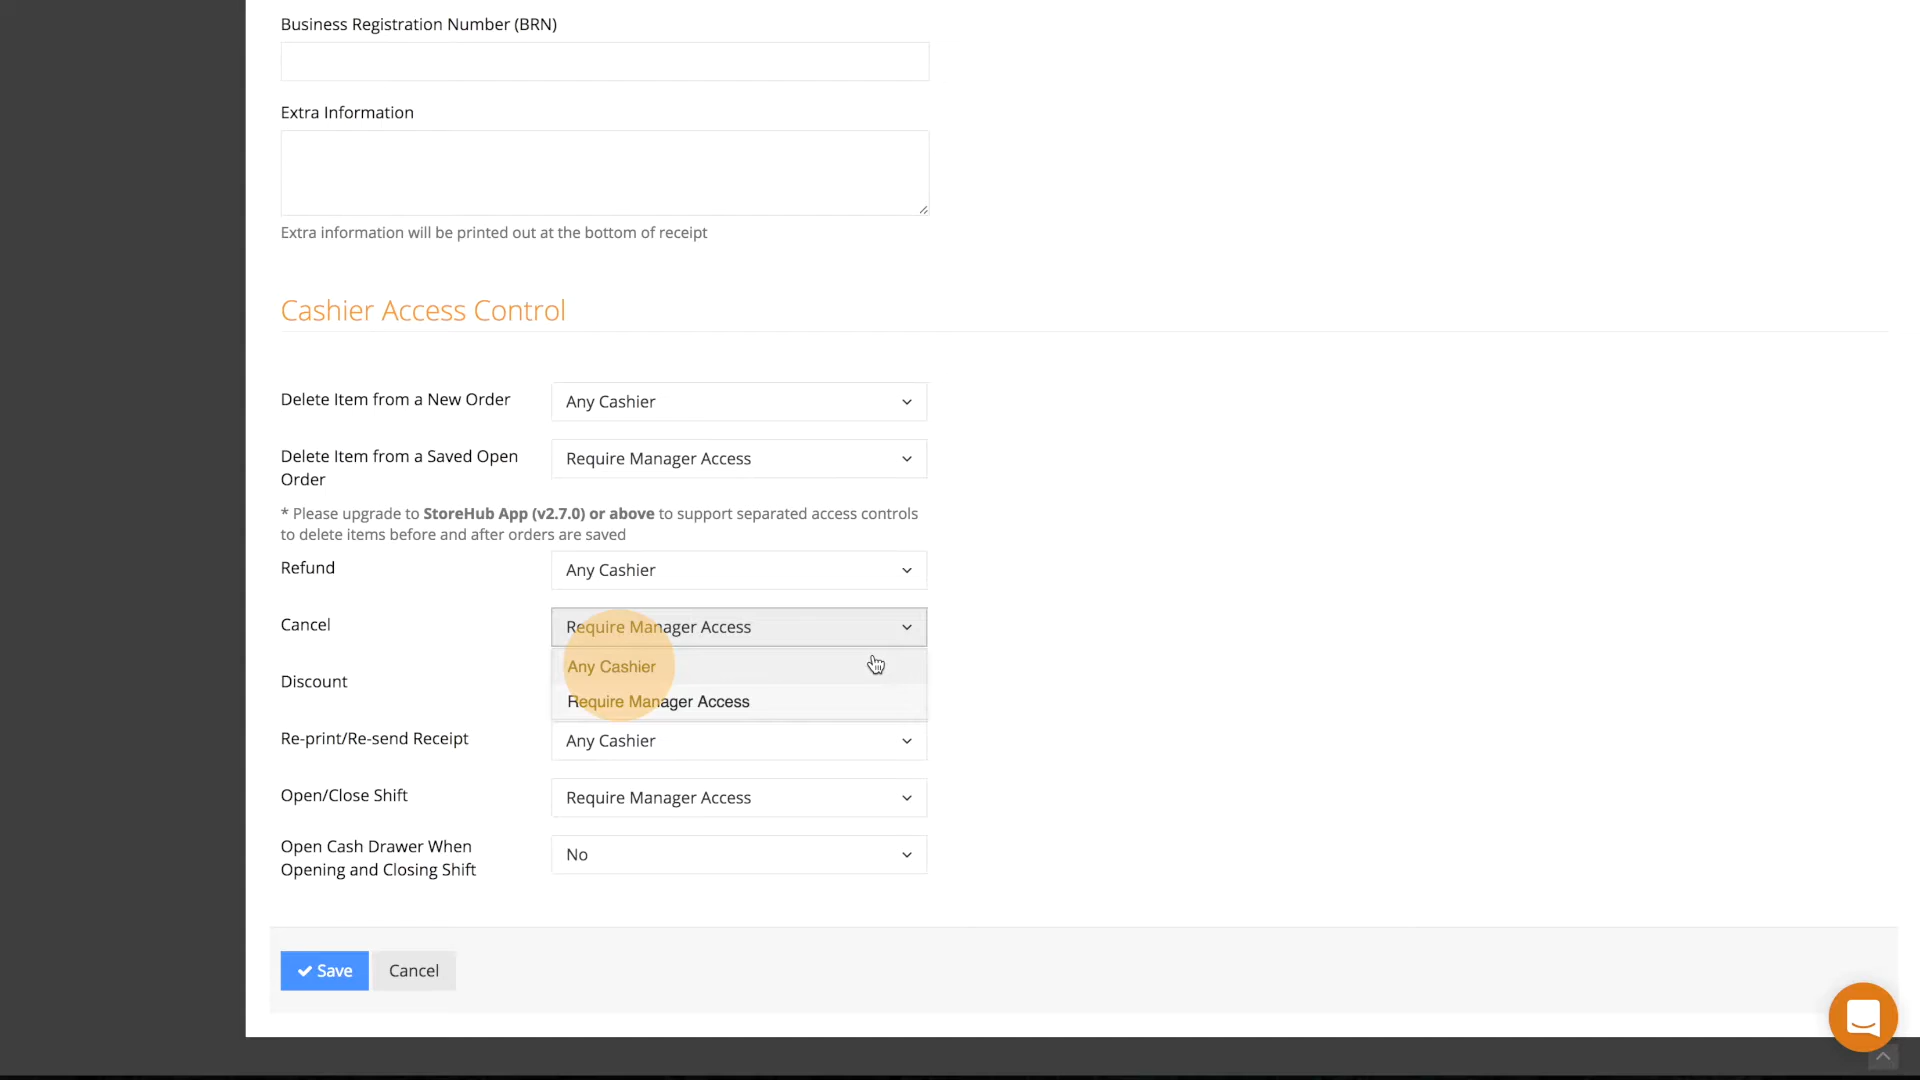 Business Registration Number (BRN)
Extra Information
Extra information will be printed out at the bottom of receipt
Cashier Access Control
Delete Item from a New Order
Any Cashier
Delete Item from a Saved Open
Order
Require Manager Access
* Please upgrade to StoreHub App (v2.7.0) or above to support separated access controls
to delete items before and after orders are saved
Refund
Any Cashier
Cancel
Require Manager Access
Any Cashier
Require Manager Access
Discount
Re-print/Re-send Receipt
Any Cashier
Open/Close Shift
Require Manager Access
Open Cash Drawer When
Opening and Closing Shift
No
Save
Cancel